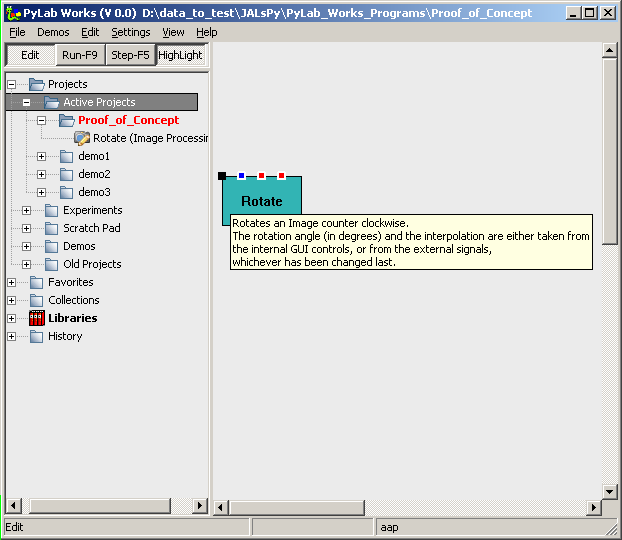 PyLab Works (V 0.0) D:\data_to_test\JALsPy\PyLab_Works_Programs\Proof_of_Concept
File Demos Edit Settings View Help
Edit Run-F9 Step-F5 HighLight
Projects
Active Projects
Proof_of_Concept
Rotate (Image Processin
demo1
demo2
demo3
Experiments
Scratch Pad
Demos
Old Projects
Favorites
Collections
Libraries
History
Rotate
Rotates an Image counter clockwise.
The rotation angle (in degrees) and the interpolation are either taken from
the internal GUI controls, or from the external signals,
whichever has been changed last.
Edit aap